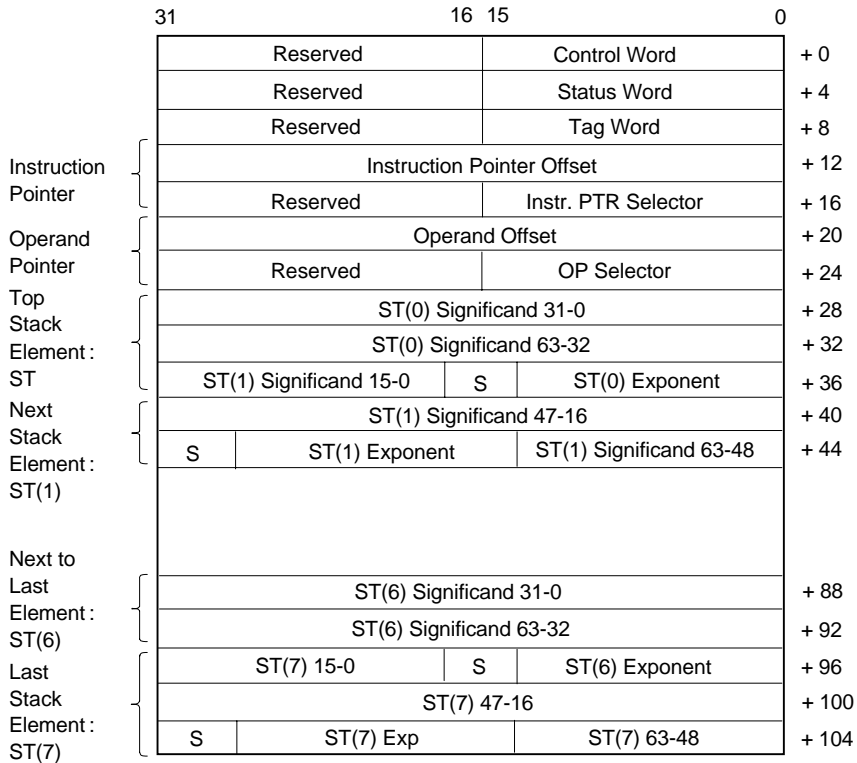 31 16 15 0
Reserved Control Word + 0
Reserved Status Word + 4
Reserved Tag Word + 8
Instruction Pointer
Instruction Pointer Offset + 12
Reserved Instr. PTR Selector + 16
Operand Pointer
Operand Offset + 20
Reserved OP Selector + 24
Top
Stack
Element :
ST
ST(0) Significand 31-0 + 28
ST(0) Significand 63-32 + 32
ST(1) Significand 15-0 S ST(0) Exponent + 36
Next
Stack
Element :
ST(1)
ST(1) Significand 47-16 + 40
S ST(1) Exponent ST(1) Significand 63-48 + 44
Next to
Last
Element :
ST(6)
ST(6) Significand 31-0 + 88
ST(6) Significand 63-32 + 92
Last
Stack
Element :
ST(7)
ST(7) 15-0 S ST(6) Exponent + 96
ST(7) 47-16 + 100
S ST(7) Exp ST(7) 63-48 + 104